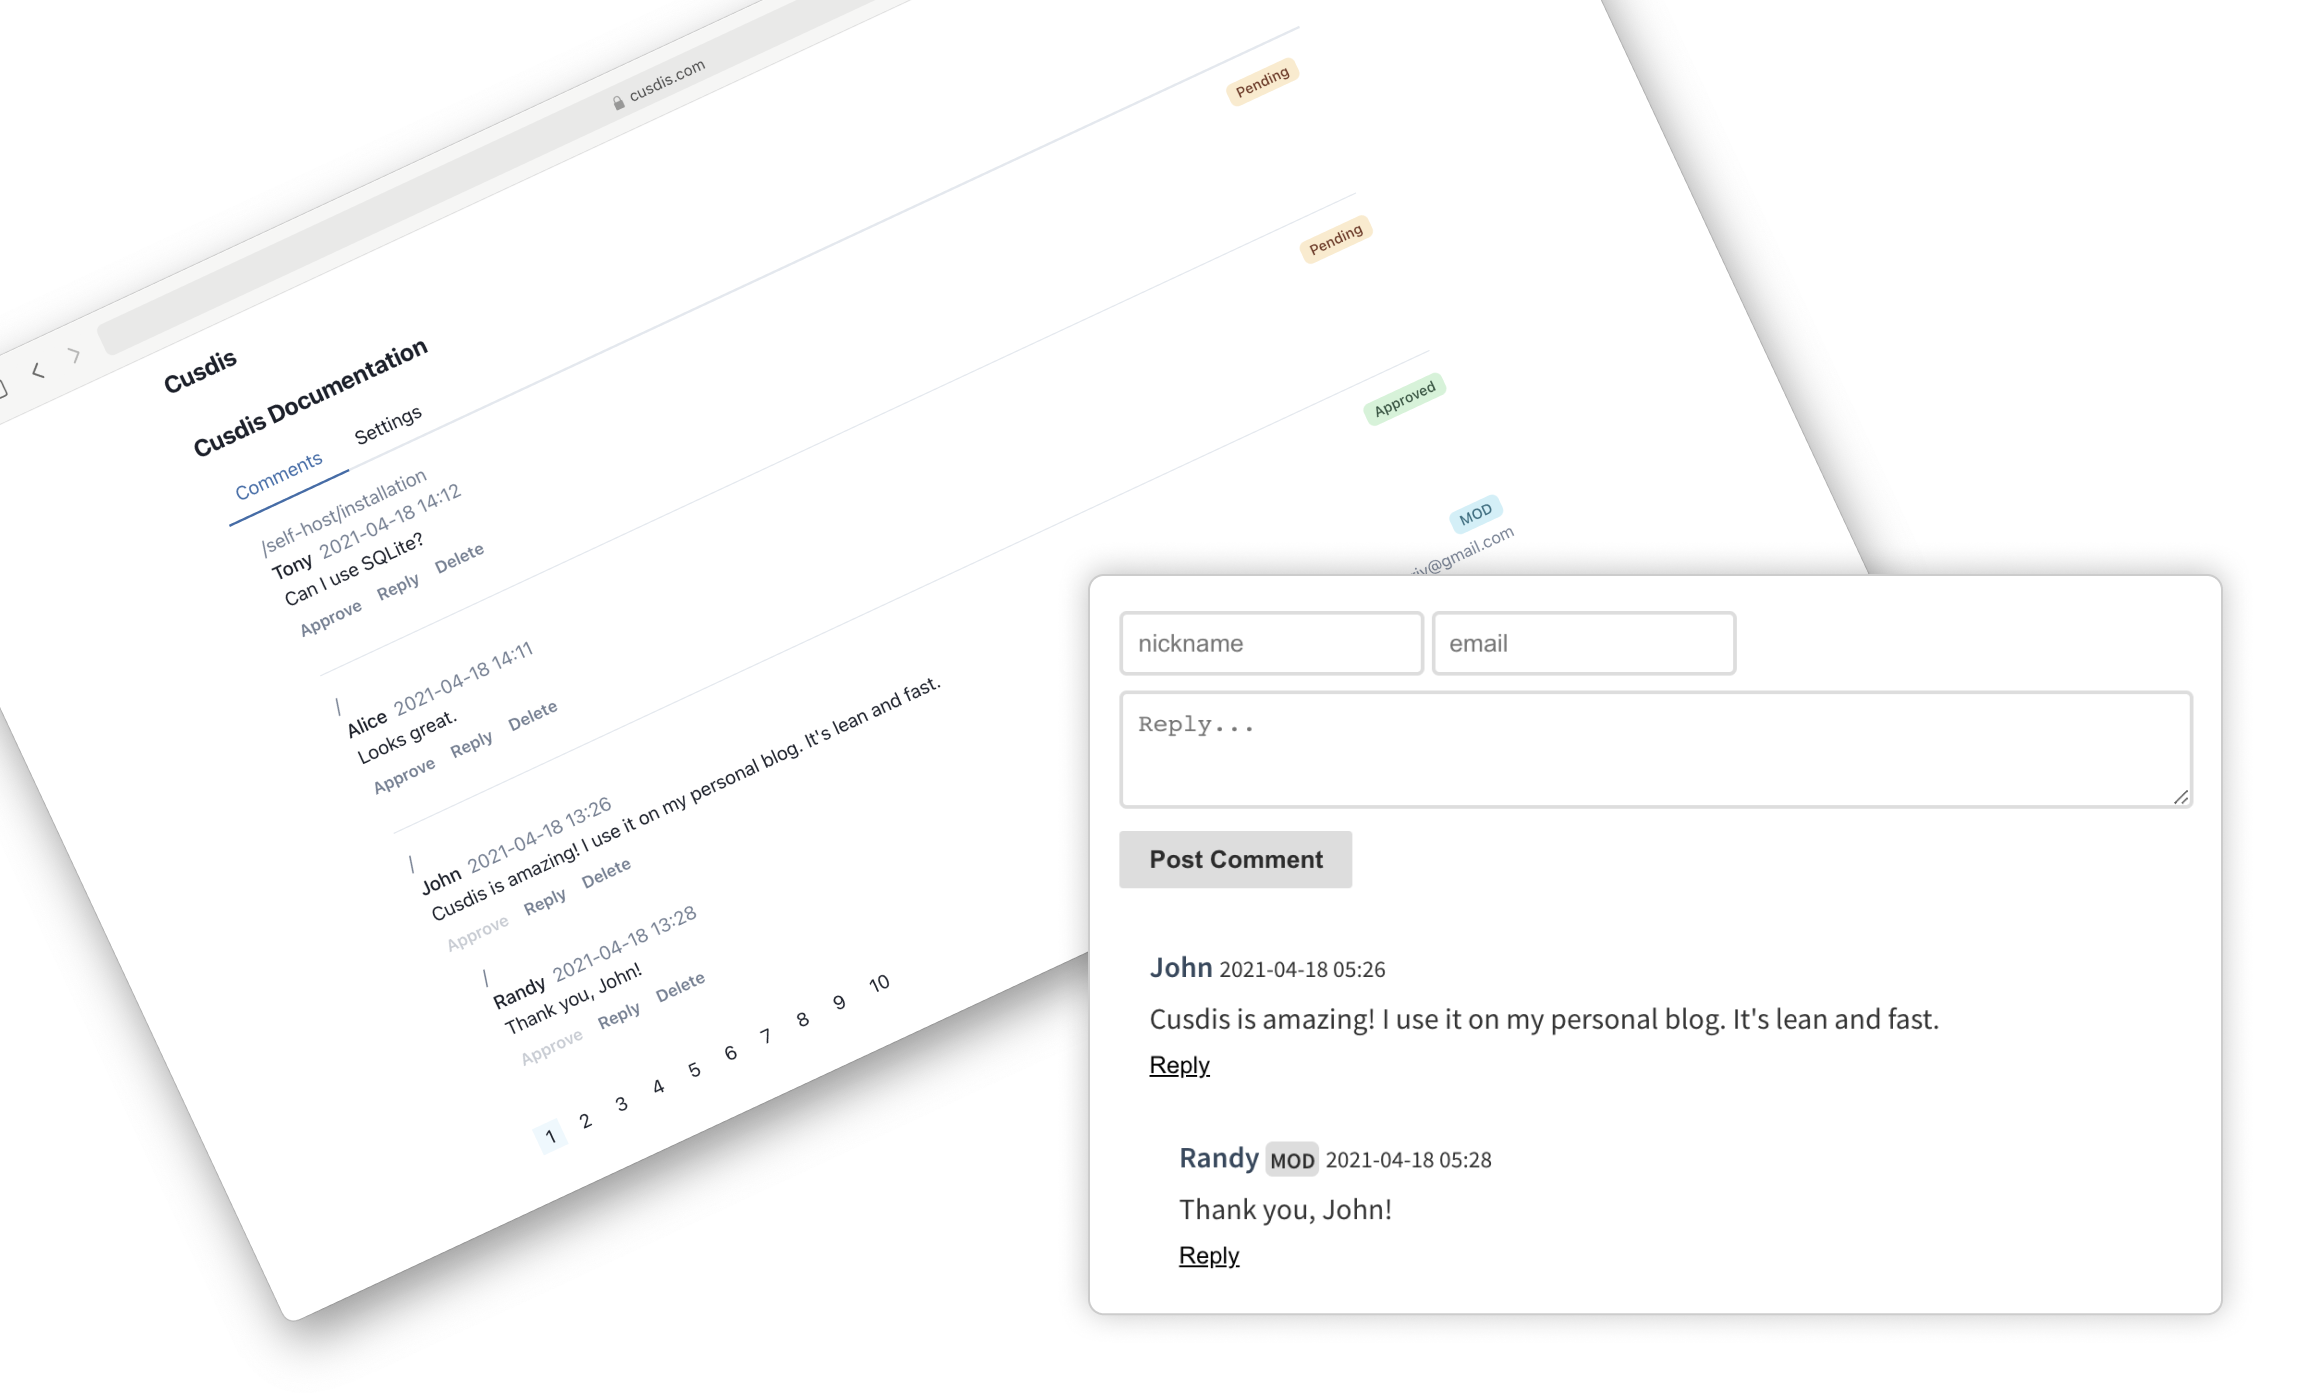 cusdis.com
Cusdis
Cusdis Documentation
Comments Settings
/self-host/installation
Tony 2021-04-18 14:12 Pending
Can I use SQLite?
Approve Reply Delete
/
Alice 2021-04-18 14:11 Pending
Looks great.
Approve Reply Delete
/
John 2021-04-18 13:26 Approved
Cusdis is amazing! I use it on my personal blog. It's lean and fast.
Approve Reply Delete
/
Randy 2021-04-18 13:28 MOD
@gmail.com
Thank you, John!
Approve Reply Delete
1 2 3 4 5 6 7 8 9 10
nickname email
Reply...
Post Comment
John 2021-04-18 05:26
Cusdis is amazing! I use it on my personal blog. It's lean and fast.
Reply
Randy MOD 2021-04-18 05:28
Thank you, John!
Reply